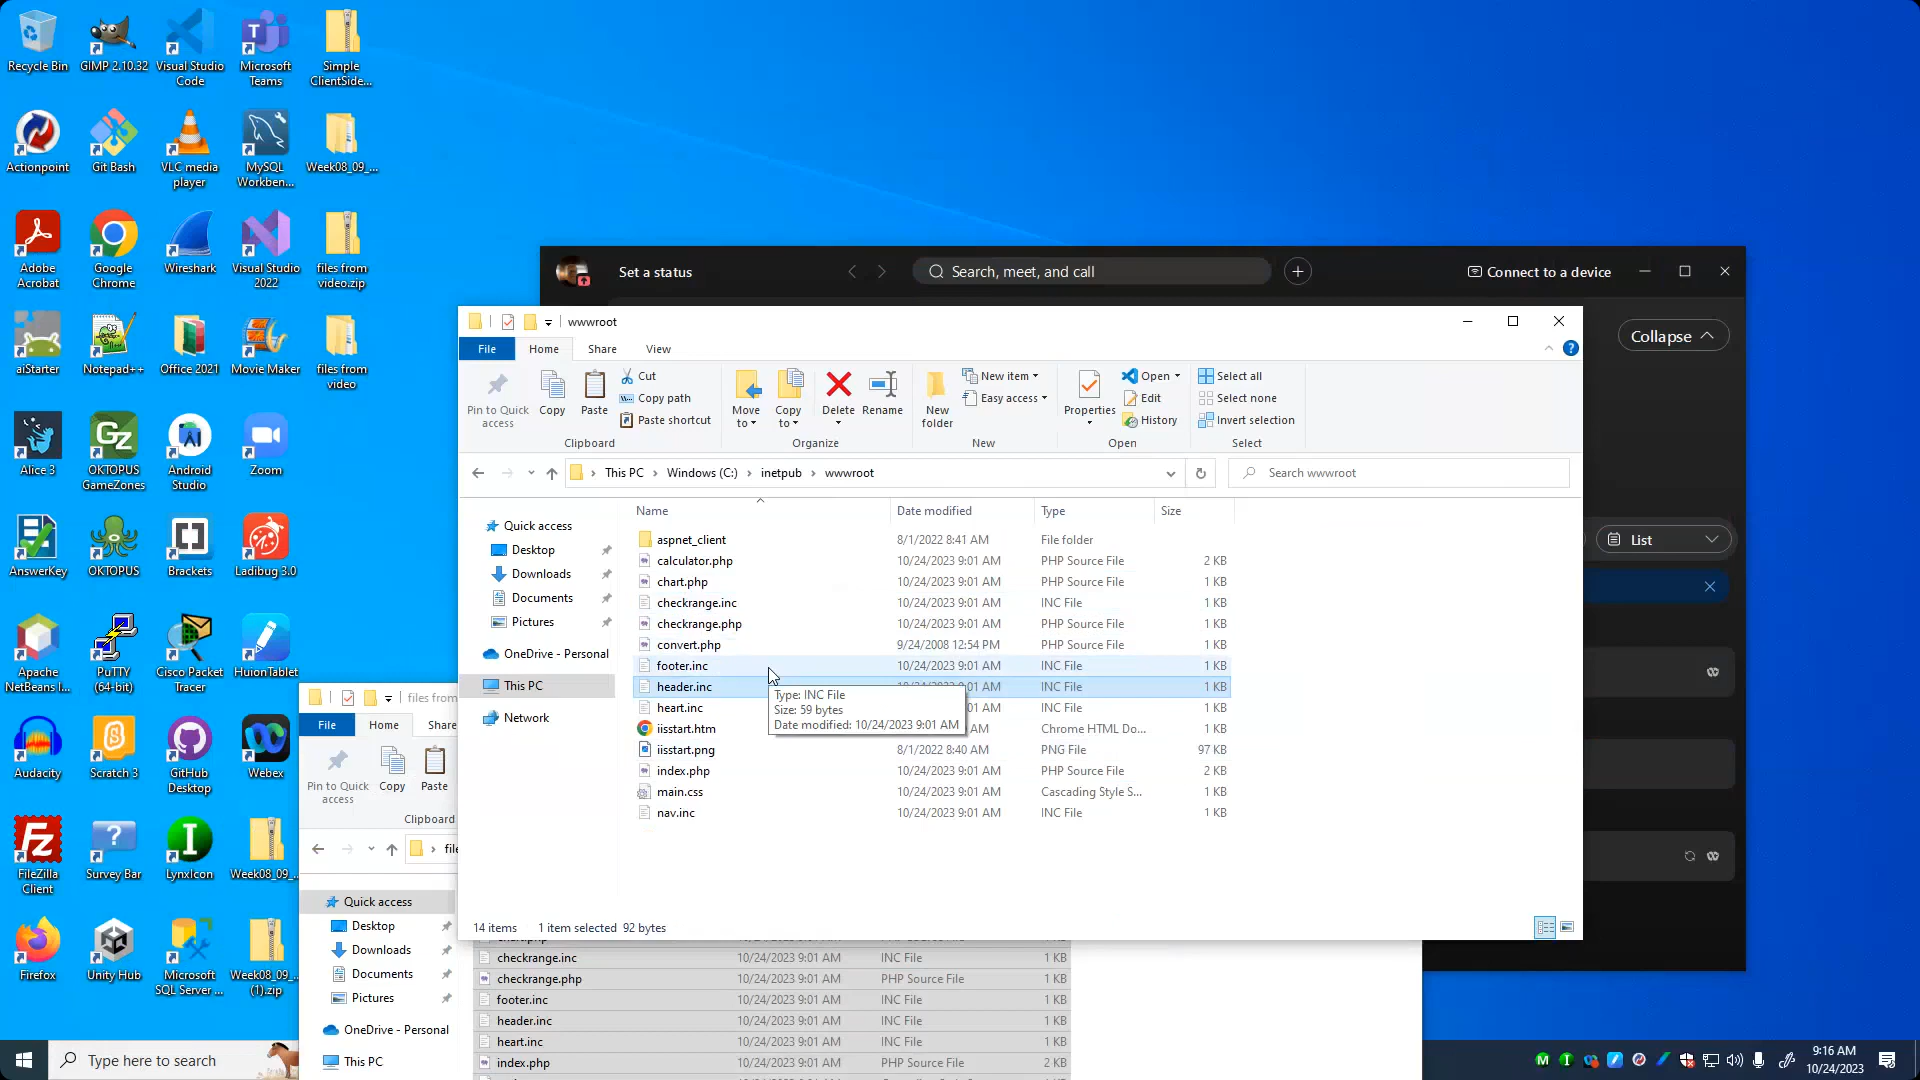 Recycle Bin
GIMP 2.10.32
Visual Studio
Code
Microsoft
Teams
Simple
ClientSide...
Actionpoint
Git Bash
VLC media
player
MySQL
Workben...
Week08_09_...
Adobe
Acrobat
Google
Chrome
Wireshark
Visual Studio
2022
files from
video.zip
aiStarter
Notepad++
Office 2021
Movie Maker
files from
video
Alice 3
OKTOPUS
GameZones
Android
Studio
Zoom
AnswerKey
OKTOPUS
Brackets
Ladibug 3.0
Apache
NetBeans I...
PuTTY
(64-bit)
Cisco Packet
Tracer
HuionTablet
Audacity
Scratch 3
GitHub
Desktop
Webex
FileZilla
Client
Survey Bar
LynxIcon
Week08_09_...
Firefox
Unity Hub
Microsoft
SQL Server ...
Week08_09_...
(1).zip
Set a status
Search, meet, and call
Connect to a device
Collapse
List
wwwroot
File
Home
Share
View
Pin to Quick
access
Copy
Paste
Cut
Copy path
Paste shortcut
Clipboard
Move
to
Copy
to
Delete
Rename
Organize
New
folder
New item
Easy access
New
Properties
Open
Edit
History
Open
Select all
Select none
Invert selection
Select
This PC
Windows (C:)
inetpub
wwwroot
Search wwwroot
Quick access
Desktop
Downloads
Documents
Pictures
OneDrive - Personal
This PC
Network
Name Date modified Type Size
aspnet_client 8/1/2022 8:41 AM File folder
calculator.php 10/24/2023 9:01 AM PHP Source File 2 KB
chart.php 10/24/2023 9:01 AM PHP Source File 1 KB
checkrange.inc 10/24/2023 9:01 AM INC File 1 KB
checkrange.php 10/24/2023 9:01 AM PHP Source File 1 KB
convert.php 9/24/2008 12:54 PM PHP Source File 1 KB
footer.inc 10/24/2023 9:01 AM INC File 1 KB
header.inc INC File 1 KB
heart.inc 01 AM INC File 1 KB
iisstart.htm AM Chrome HTML Do... 1 KB
iisstart.png 8/1/2022 8:40 AM PNG File 97 KB
index.php 10/24/2023 9:01 AM PHP Source File 2 KB
main.css 10/24/2023 9:01 AM Cascading Style S... 1 KB
nav.inc 10/24/2023 9:01 AM INC File 1 KB
Type: INC File
Size: 59 bytes
Date modified: 10/24/2023 9:01 AM
14 items 1 item selected 92 bytes
files from
File
Home
Share
Pin to Quick
access
Copy
Paste
Clipboard
file
Quick access
Desktop
Downloads
Documents
Pictures
OneDrive - Personal
This PC
checkrange.inc 10/24/2023 9:01 AM INC File 1 KB
checkrange.php 10/24/2023 9:01 AM PHP Source File 1 KB
footer.inc 10/24/2023 9:01 AM INC File 1 KB
header.inc 10/24/2023 9:01 AM INC File 1 KB
heart.inc 10/24/2023 9:01 AM INC File 1 KB
index.php 10/24/2023 9:01 AM PHP Source File 2 KB
Type here to search
9:16 AM
10/24/2023